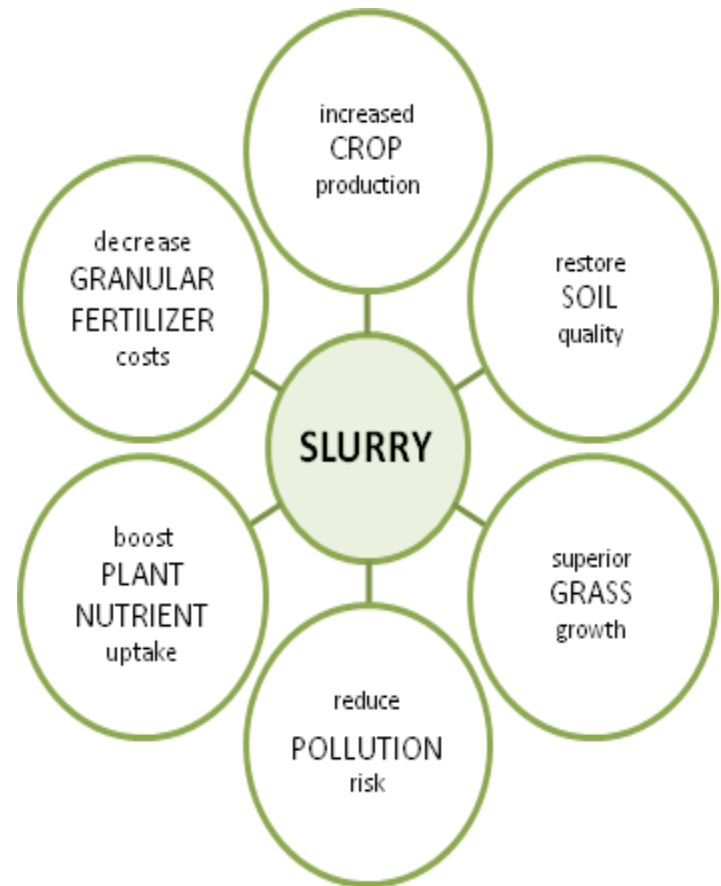 increased
CROP
production
decrease
GRANULAR
FERTILIZER
costs
restore
SOIL
quality
SLURRY
boost
PLANT
NUTRIENT
uptake
superior
GRASS
growth
reduce
POLLUTION
risk